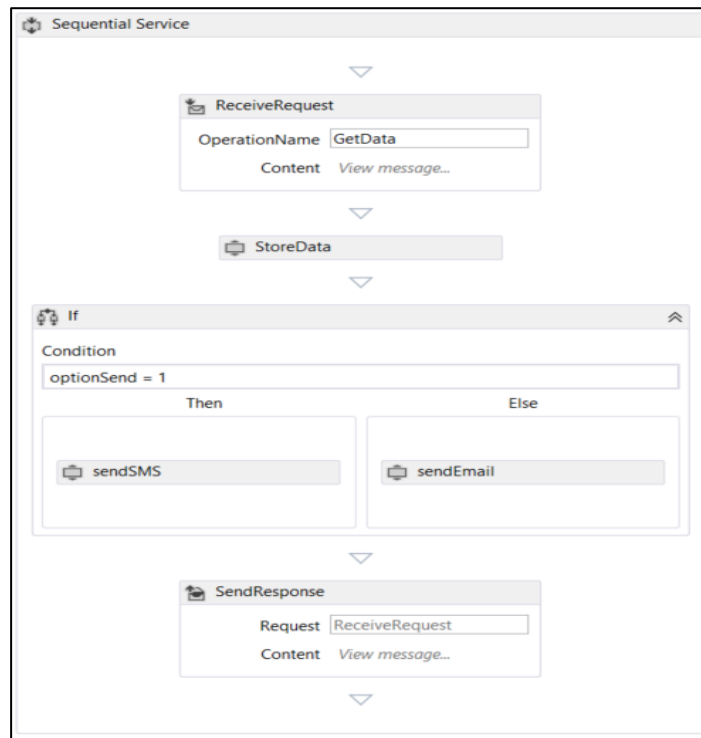 Sequential Service
ReceiveRequest
OperationName GetData
Content View message...
StoreData
If
Condition
optionSend = 1
Then Else
sendSMS sendEmail
SendResponse
Request ReceiveRequest
Content View message...